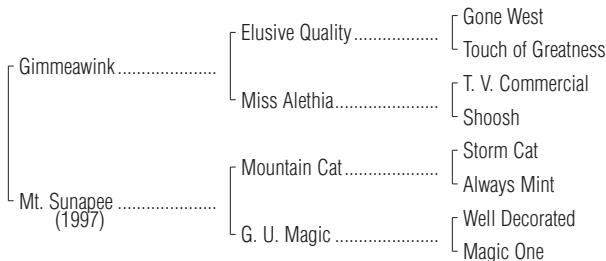 Gone West
Elusive Quality..................
Touch of Greatness
Gimmeawink .....................
T. V. Commercial
Miss Alethia......................
Shoosh
Storm Cat
Mountain Cat....................
Always Mint
Mt. Sunapee .....................
(1997)
Well Decorated
G. U. Magic ......................
Magic One